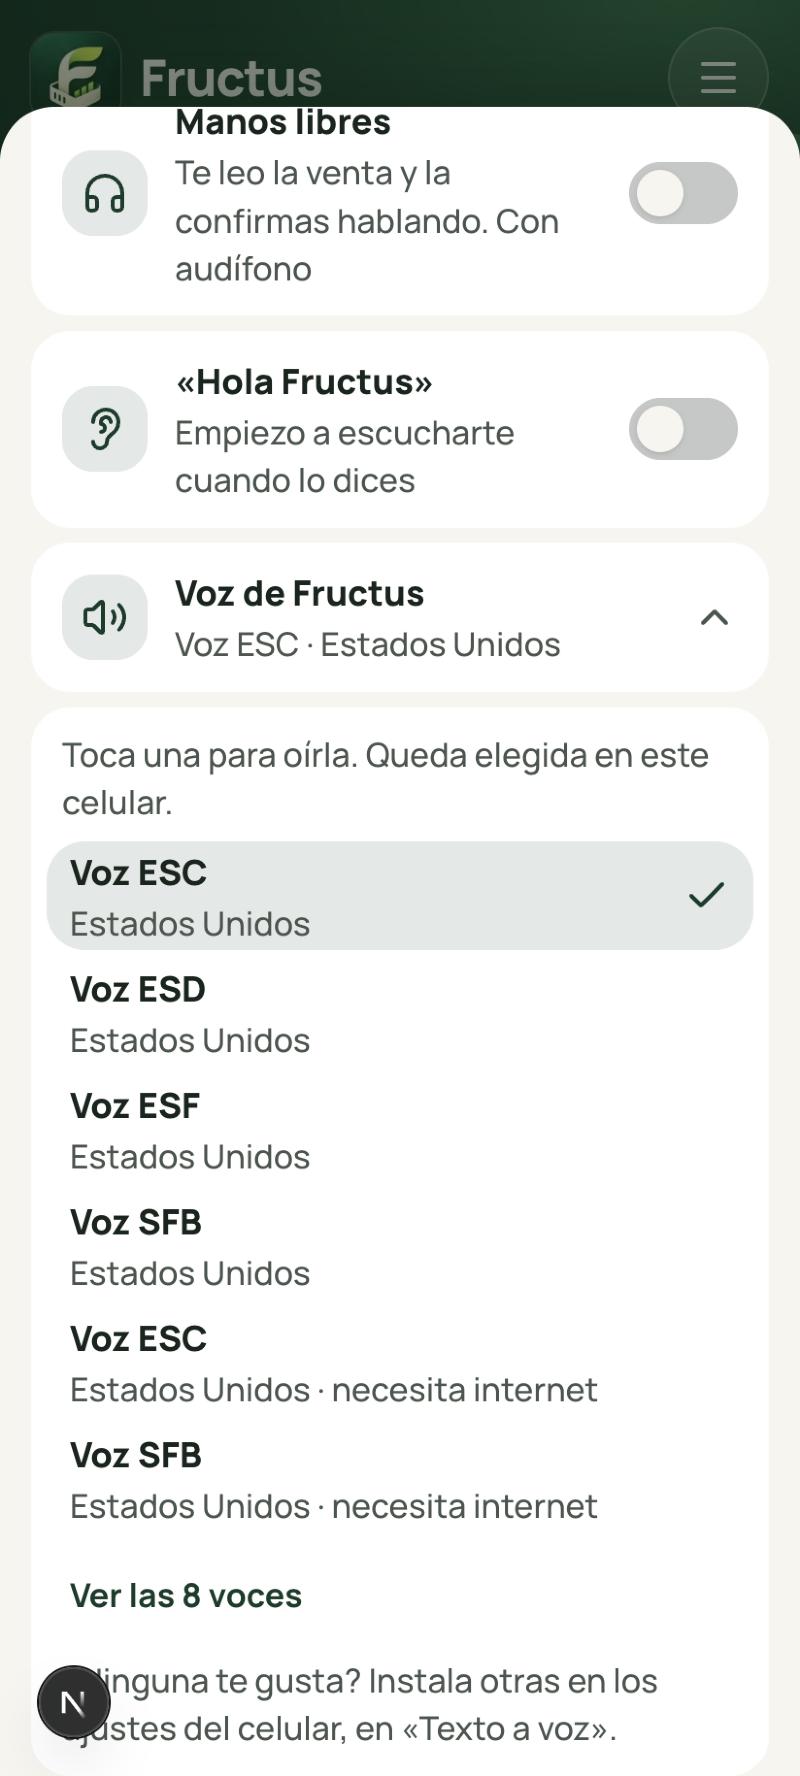 Fructus
Manos libres
Te leo la venta y la
confirmas hablando. Con
audífono
«Hola Fructus»
Empiezo a escucharte
cuando lo dices
Voz de Fructus
Voz ESC · Estados Unidos
Toca una para oírla. Queda elegida en este
celular.
Voz ESC
Estados Unidos
Voz ESD
Estados Unidos
Voz ESF
Estados Unidos
Voz SFB
Estados Unidos
Voz ESC
Estados Unidos · necesita internet
Voz SFB
Estados Unidos · necesita internet
Ver las 8 voces
te gusta? Instala otras en los
del celular, en «Texto a voz».
N